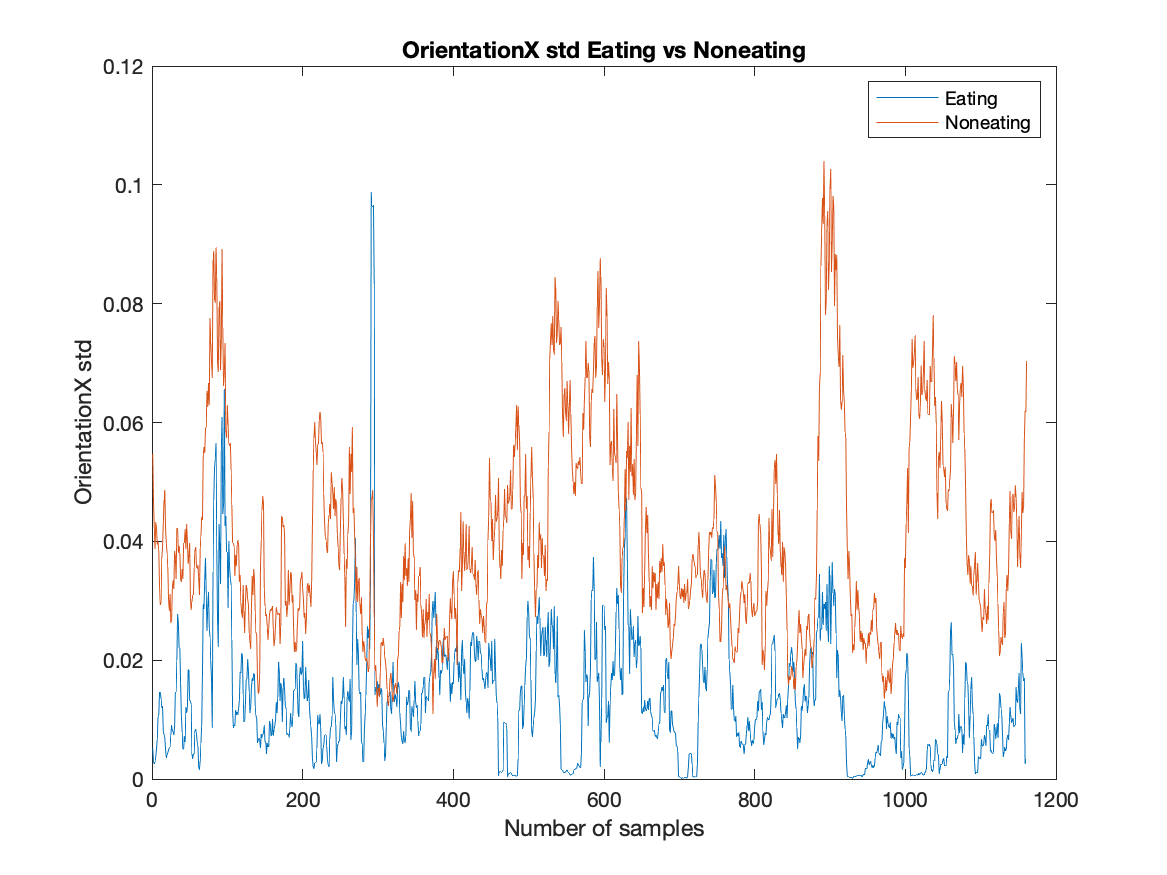 OrientationX std Eating vs Noneating
Eating
Noneating
0.12
0.1
0.08
0.06
0.04
0.02
0
OrientationX std
0
200
400
600
800
1000
1200
Number of samples